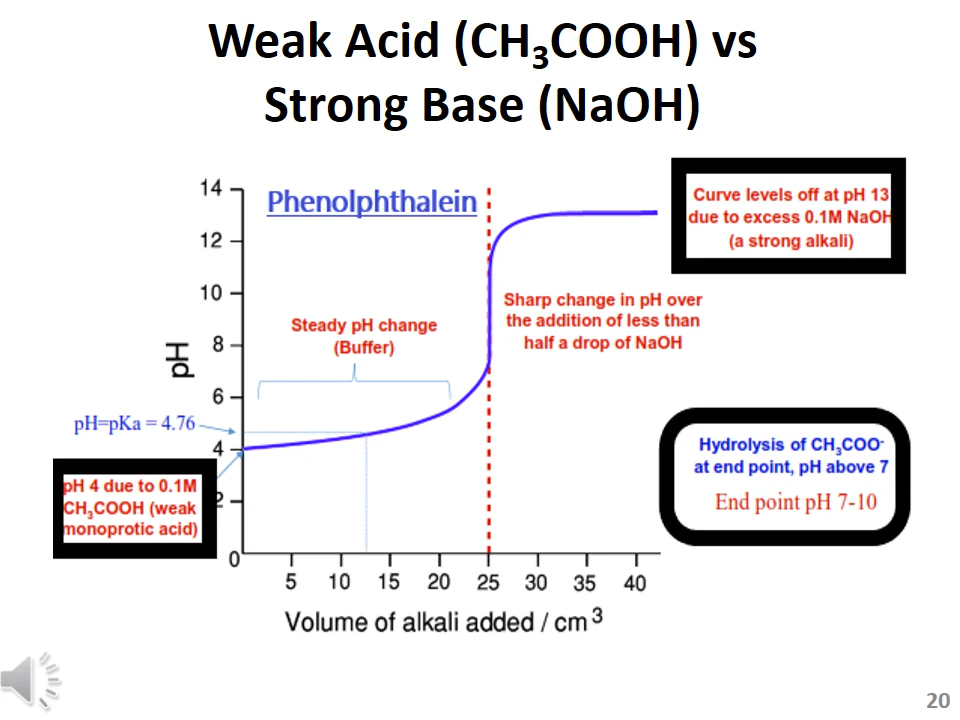 Weak Acid (CH₃COOH) vs
Strong Base (NaOH)
14
Phenolphthalein
Curve levels off at pH 13
due to excess 0.1M NaOH
(a strong alkali)
12
10
Sharp change in pH over
the addition of less than
half a drop of NaOH
Steady pH change
(Buffer)
8
pH
6
pH=pKa = 4.76
4
Hydrolysis of CH₃COO⁻
at end point, pH above 7
End point pH 7-10
pH 4 due to 0.1M
CH₃COOH (weak
monoprotic acid)
2
0
5 10 15 20 25 30 35 40
Volume of alkali added / cm³
20